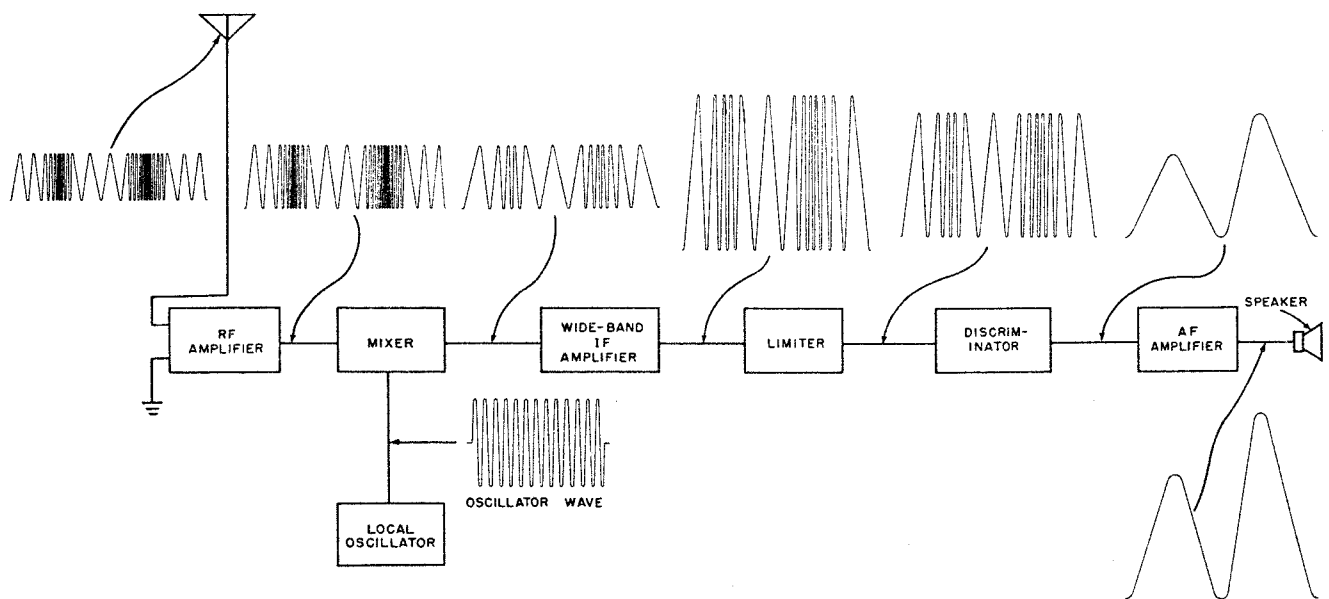 SPEAKER
RF
AMPLIFIER
MIXER
WIDE-BAND
IF
AMPLIFIER
LIMITER
DISCRIM-
INATOR
AF
AMPLIFIER
OSCILLATOR WAVE
LOCAL
OSCILLATOR